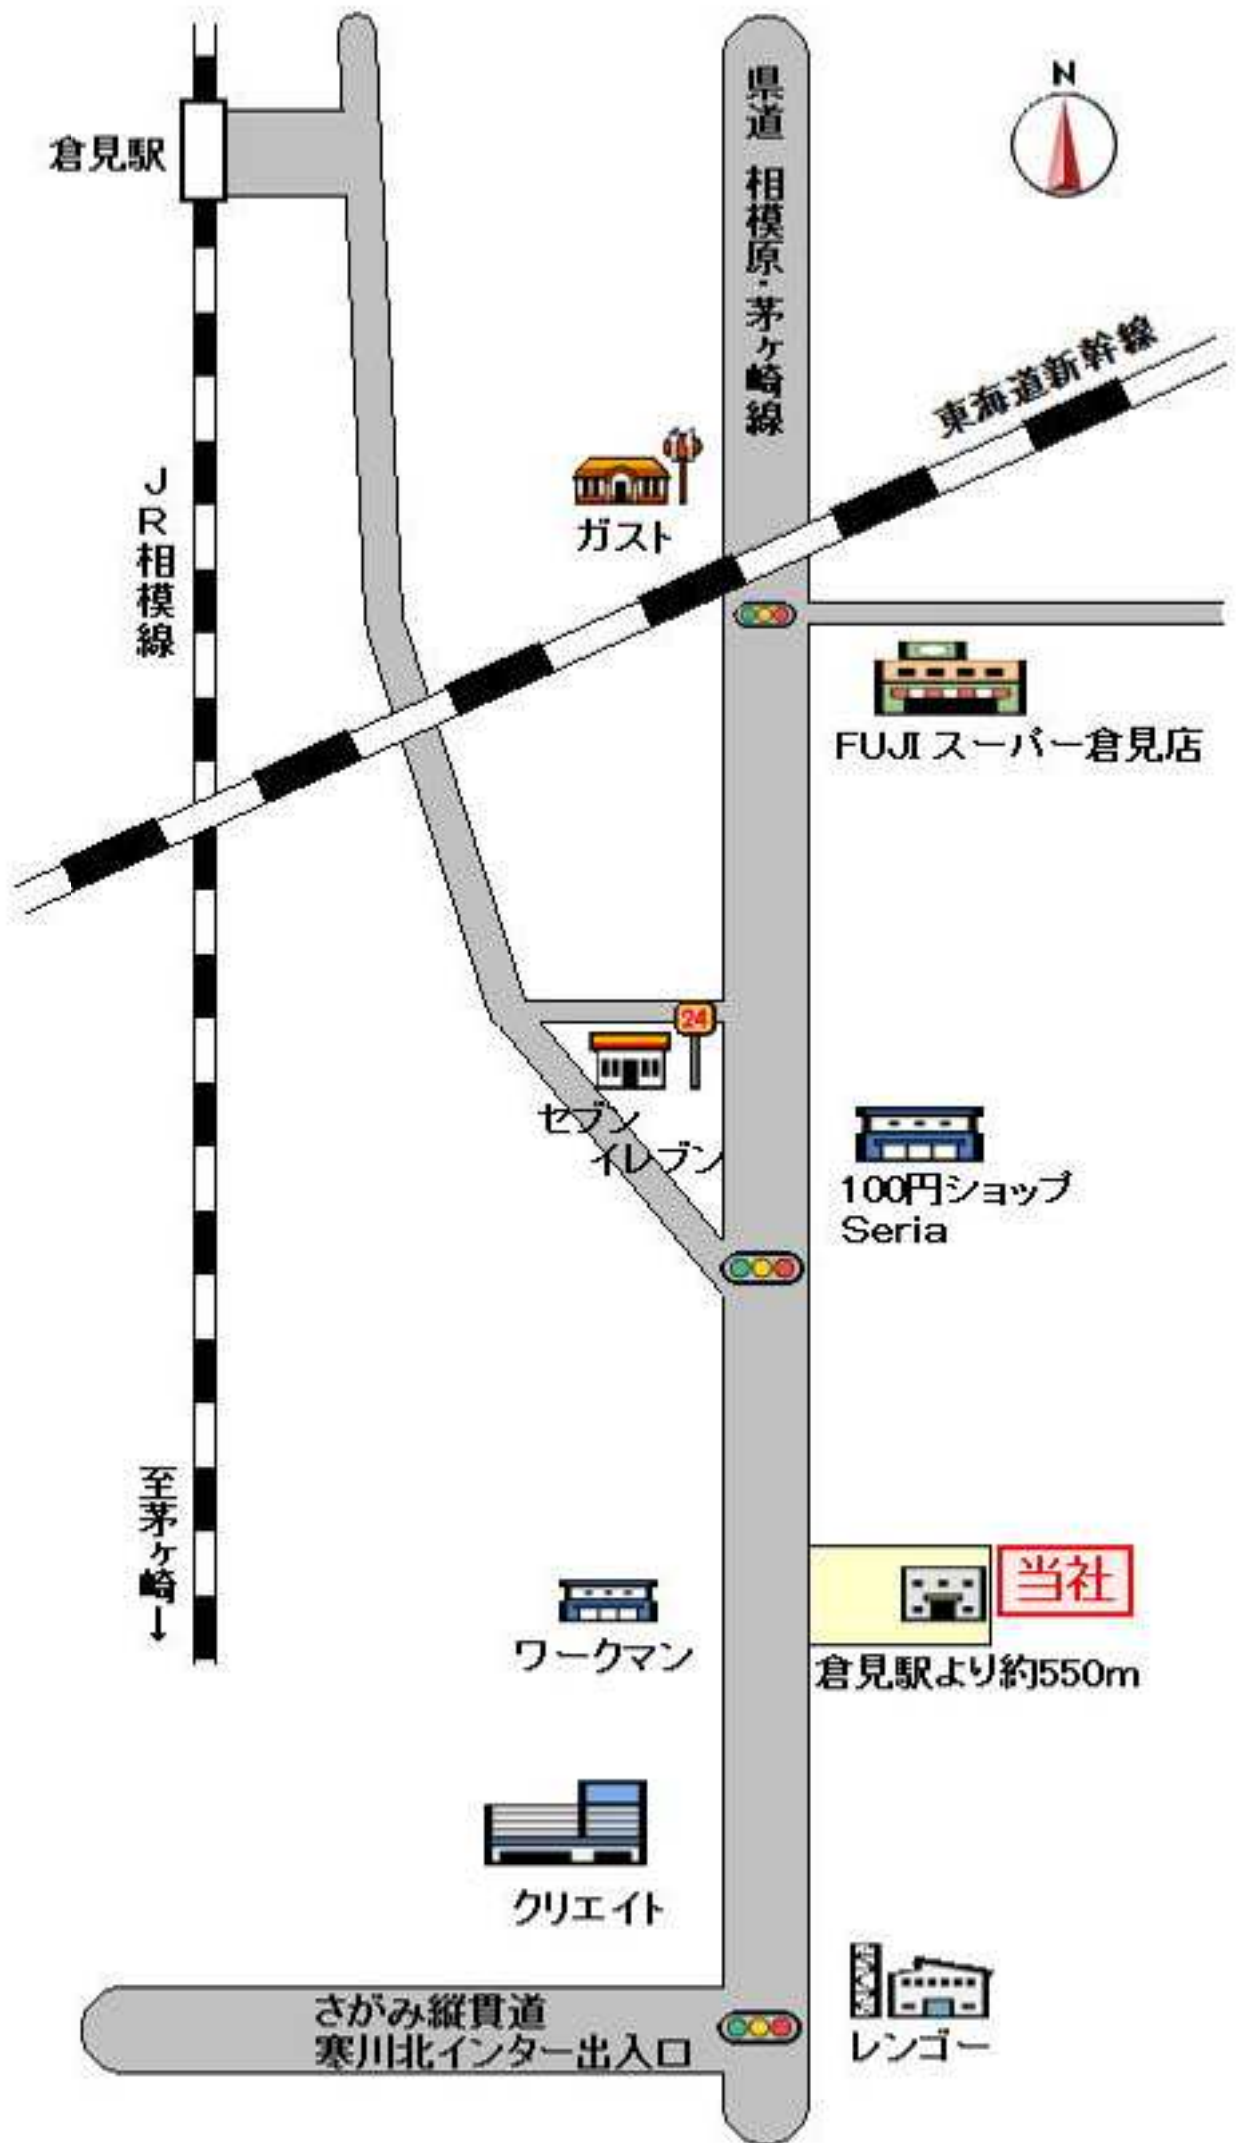 N
倉見駅
県道 相模原・茅ヶ崎線
東海道新幹線
JR相模線
ガスト
FUJI スーパー倉見店
24
セブン
イレブン
100円ショップ
Seria
至茅ヶ崎→
当社
ワークマン
倉見駅より約550m
クリエイト
さがみ縦貫道
寒川北インター出入口
レンゴー